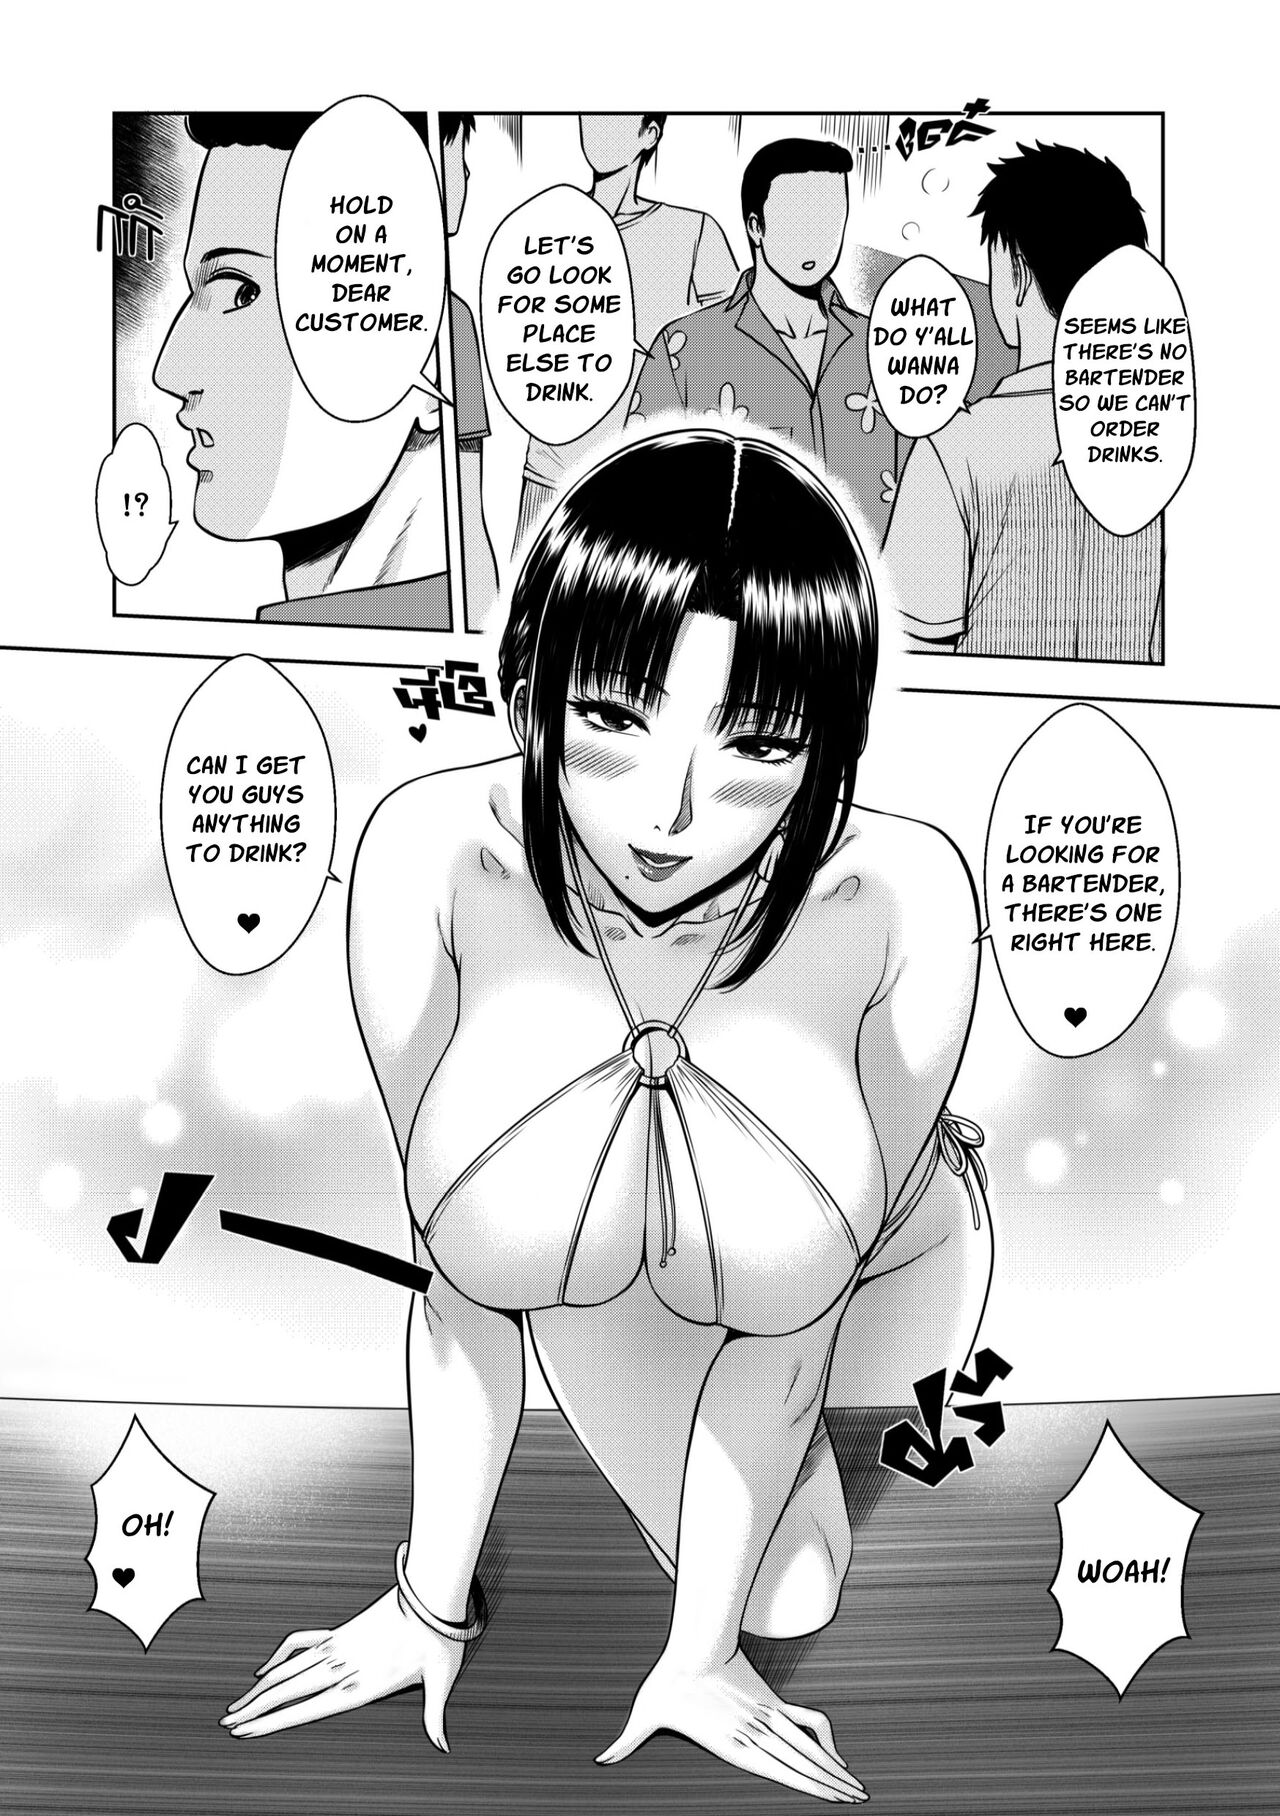 SEEMS LIKE
THERE'S NO
BARTENDER
SO WE CAN'T
ORDER
DRINKS.
WHAT
DO Y'ALL
WANNA
DO?
LET'S
GO LOOK
FOR SOME
PLACE
ELSE TO
DRINK.
HOLD
ON A
MOMENT,
DEAR
CUSTOMER.
!?
IF YOU'RE
LOOKING FOR
A BARTENDER,
THERE'S ONE
RIGHT HERE.
♥
CAN I GET
YOU GUYS
ANYTHING
TO DRINK?
♥
WOAH!
OH!
♥